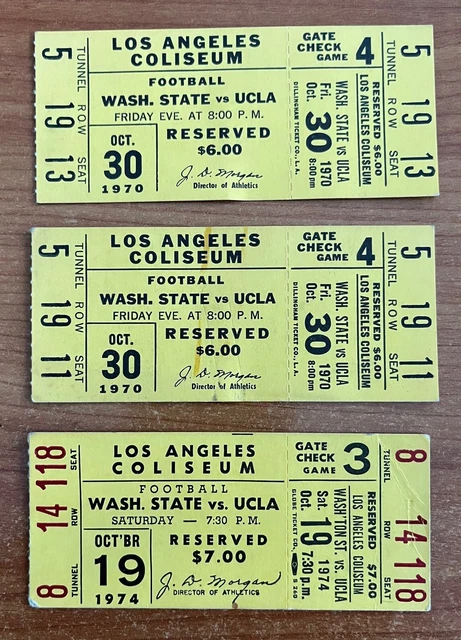 5 TUNNEL
19 ROW
13 SEAT
LOS ANGELES
COLISEUM
FOOTBALL
WASH. STATE vs UCLA
FRIDAY EVE. AT 8:00 P. M.
OCT.
30
1970
RESERVED
$6.00
J. D. Morgan
Director of Athletics
GATE
CHECK
GAME 4
RESERVED $6.00
LOS ANGELES COLISEUM
WASH. STATE vs UCLA
Fri. Oct. 30 1970 8:00 pm
DILLINGHAM TICKET CO., L.A.
5 TUNNEL
19 ROW
13 SEAT
5 TUNNEL
19 ROW
11 SEAT
LOS ANGELES
COLISEUM
FOOTBALL
WASH. STATE vs UCLA
FRIDAY EVE. AT 8:00 P. M.
OCT.
30
1970
RESERVED
$6.00
J. D. Morgan
Director of Athletics
GATE
CHECK
GAME 4
RESERVED $6.00
LOS ANGELES COLISEUM
WASH. STATE vs UCLA
Fri. Oct. 30 1970 8:00 pm
DILLINGHAM TICKET CO., L.A.
5 TUNNEL
19 ROW
11 SEAT
118 SEAT
14 ROW
8 TUNNEL
LOS ANGELES
COLISEUM
FOOTBALL
WASH. STATE vs. UCLA
SATURDAY — 7:30 P. M.
OCT'BR
19
1974
RESERVED
$7.00
J. D. Morgan
DIRECTOR OF ATHLETICS
GATE
CHECK
GAME 3
RESERVED $7.00
LOS ANGELES COLISEUM
WASH'TON ST. vs. UCLA
Sat. Oct. 19 1974 7:30 p.m.
GLOBE TICKET CO.
8 TUNNEL
14 ROW
118 SEAT